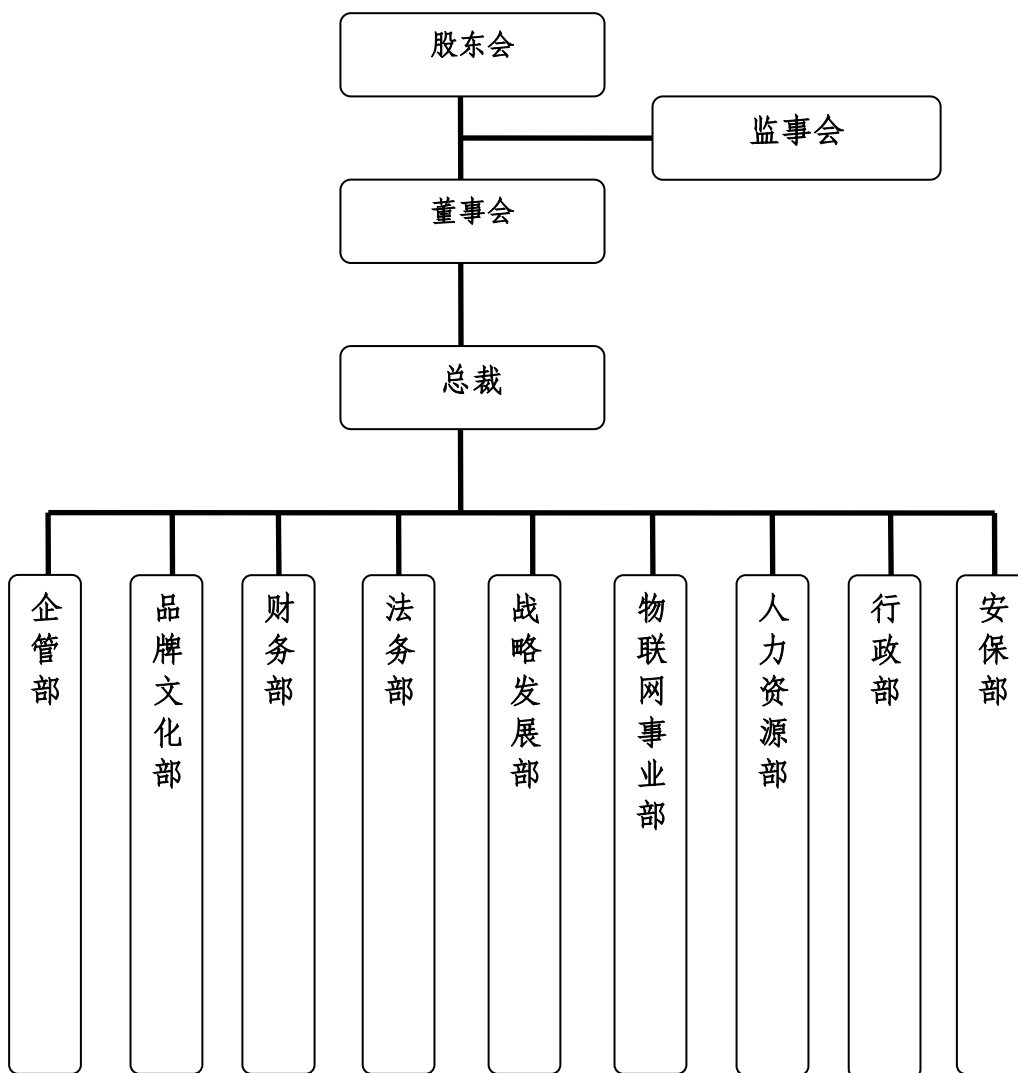 股东会
监事会
董事会
总裁
企管部
品牌文化部
财务部
法务部
战略发展部
物联网事业部
人力资源部
行政部
安保部